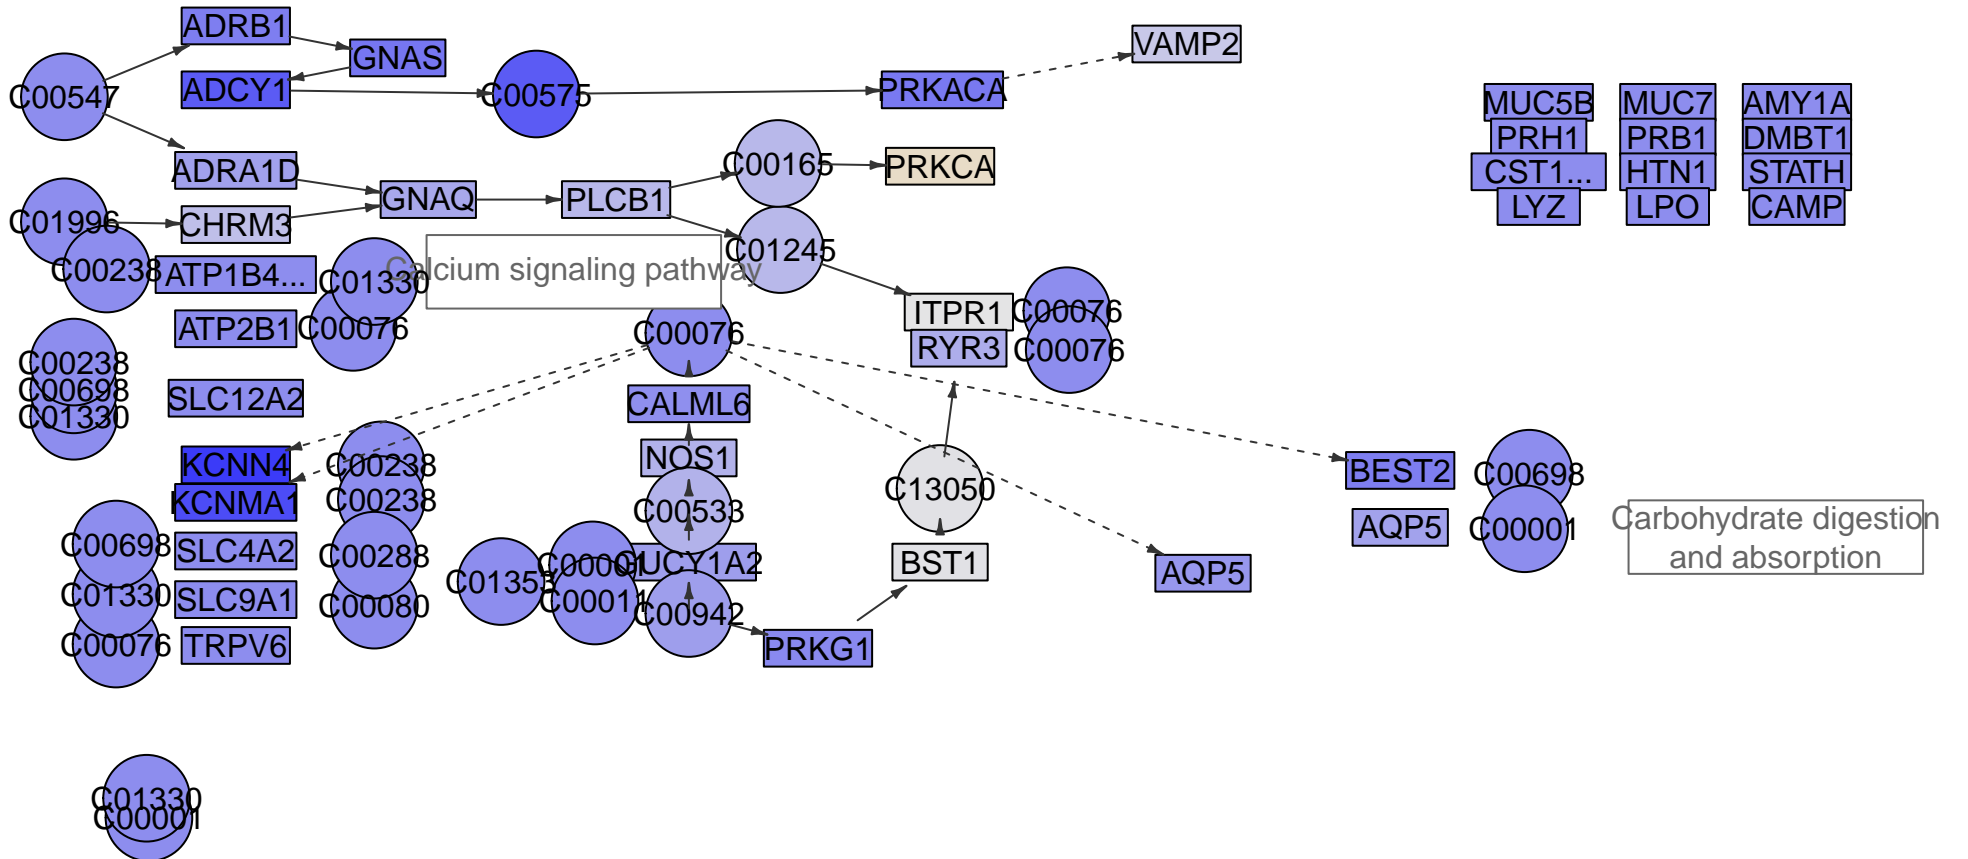 ADRB1
GNAS
VAMP2
C00547
ADCY1
C00575
PRKACA
MUC5B
MUC7
AMY1A
PRH1
PRB1
DMBT1
CST1...
HTN1
STATH
LYZ
LPO
CAMP
ADRA1D
C00165
PRKCA
GNAQ
PLCB1
C01996
CHRM3
C01245
C00238
ATP1B4...
C01330
Calcium signaling pathway
ATP2B1
C00076
C00076
ITPR1
C00076
RYR3
C00076
C00238
C00698
C01330
SLC12A2
CALML6
KCNN4
C00238
NOS1
KCNMA1
C00238
C00533
C13050
BEST2
C00698
AQP5
C00001
Carbohydrate digestion
and absorption
C00698
SLC4A2
C00288
C01353
C00001
GUCY1A2
BST1
AQP5
C01330
SLC9A1
C00080
C00011
C00942
C00076
TRPV6
PRKG1
C01330
C00001